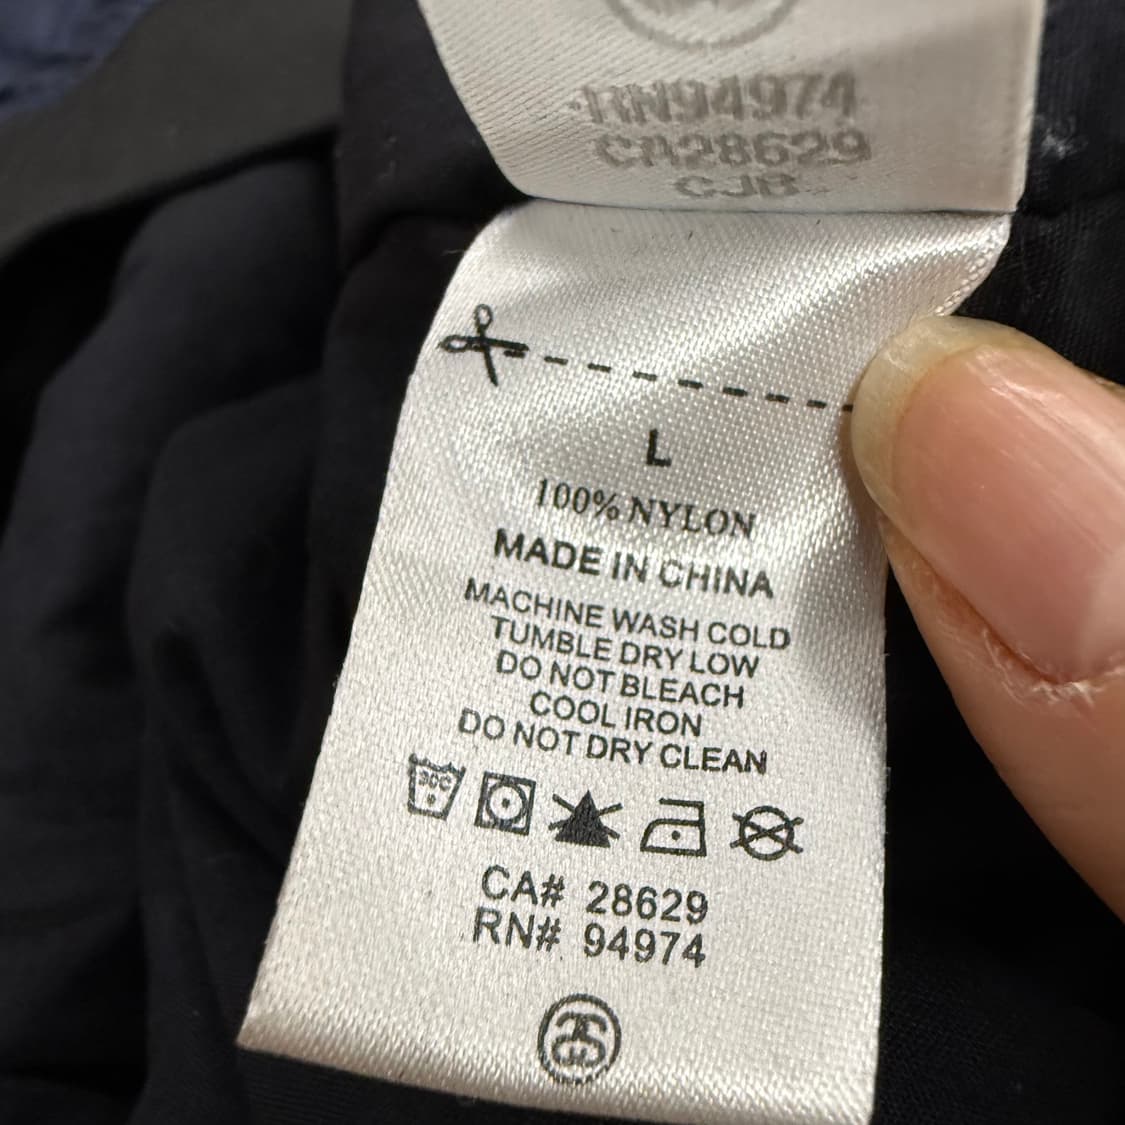 RN94974
CA28629
CJB
L
100% NYLON
MADE IN CHINA
MACHINE WASH COLD
TUMBLE DRY LOW
DO NOT BLEACH
COOL IRON
DO NOT DRY CLEAN
30C
CA# 28629
RN# 94974